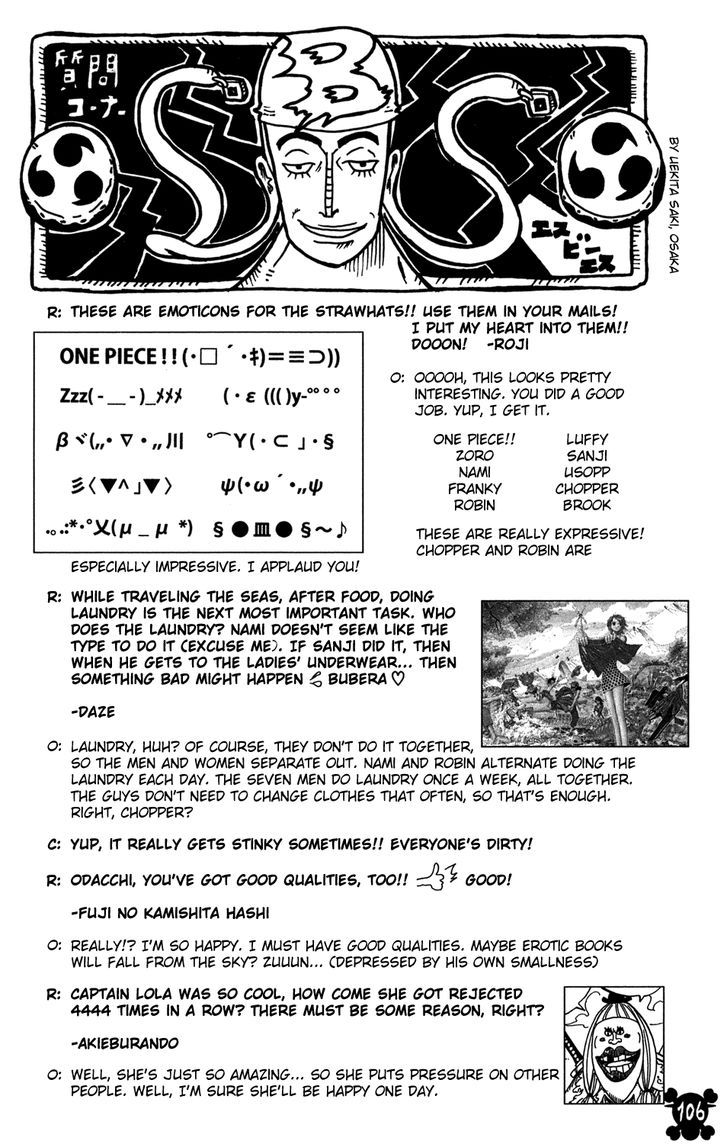 質問
コーナー
エス
ビー
エス
BY UEKITA SAKI, OSAKA
R: THESE ARE EMOTICONS FOR THE STRAWHATS!! USE THEM IN YOUR MAILS!
I PUT MY HEART INTO THEM!!
DOOON! -ROJI
ONE PIECE!!(・□´・ｷ)＝≡⊃))
Zzz(-＿-)_ﾒﾒﾒ (・ε((()y-°°°°
βヾ(,,・∇・,,川 °⌒Y(・⊂」・§
彡〈▼^」▼〉 ψ(・ω´・,,ψ
・。.:*・°乂(μ_μ *) §●皿●§～♪
O: OOOOH, THIS LOOKS PRETTY
INTERESTING. YOU DID A GOOD
JOB. YUP, I GET IT.
ONE PIECE!! LUFFY
ZORO SANJI
NAMI USOPP
FRANKY CHOPPER
ROBIN BROOK
THESE ARE REALLY EXPRESSIVE!
CHOPPER AND ROBIN ARE
ESPECIALLY IMPRESSIVE. I APPLAUD YOU!
R: WHILE TRAVELING THE SEAS, AFTER FOOD, DOING
LAUNDRY IS THE NEXT MOST IMPORTANT TASK. WHO
DOES THE LAUNDRY? NAMI DOESN'T SEEM LIKE THE
TYPE TO DO IT (EXCUSE ME). IF SANJI DID IT, THEN
WHEN HE GETS TO THE LADIES' UNDERWEAR... THEN
SOMETHING BAD MIGHT HAPPEN BUBERA♡
-DAZE
O: LAUNDRY, HUH? OF COURSE, THEY DON'T DO IT TOGETHER,
SO THE MEN AND WOMEN SEPARATE OUT. NAMI AND ROBIN ALTERNATE DOING THE
LAUNDRY EACH DAY. THE SEVEN MEN DO LAUNDRY ONCE A WEEK, ALL TOGETHER.
THE GUYS DON'T NEED TO CHANGE CLOTHES THAT OFTEN, SO THAT'S ENOUGH.
RIGHT, CHOPPER?
C: YUP, IT REALLY GETS STINKY SOMETIMES!! EVERYONE'S DIRTY!
R: ODACCHI, YOU'VE GOT GOOD QUALITIES, TOO!! GOOD!
-FUJI NO KAMISHITA HASHI
O: REALLY!? I'M SO HAPPY. I MUST HAVE GOOD QUALITIES. MAYBE EROTIC BOOKS
WILL FALL FROM THE SKY? ZUUUN... (DEPRESSED BY HIS OWN SMALLNESS)
R: CAPTAIN LOLA WAS SO COOL, HOW COME SHE GOT REJECTED
4444 TIMES IN A ROW? THERE MUST BE SOME REASON, RIGHT?
-AKIEBURANDO
O: WELL, SHE'S JUST SO AMAZING... SO SHE PUTS PRESSURE ON OTHER
PEOPLE. WELL, I'M SURE SHE'LL BE HAPPY ONE DAY.
106